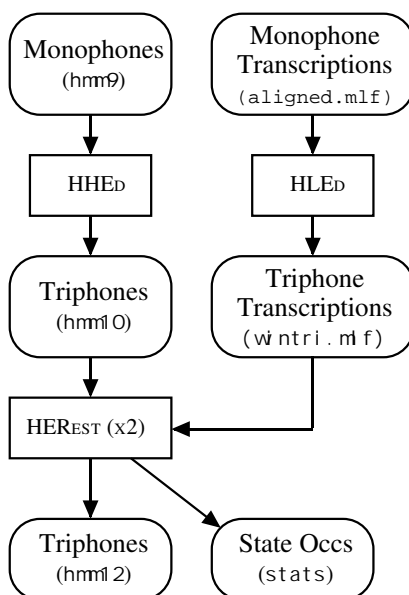 Monophones
(hmm9)
Monophone
Transcriptions
(aligned.mlf)
HHED
HLED
Triphones
(hmm10)
Triphone
Transcriptions
(wintri.mlf)
HEREST (X2)
Triphones
(hmm12)
State Occs
(stats)